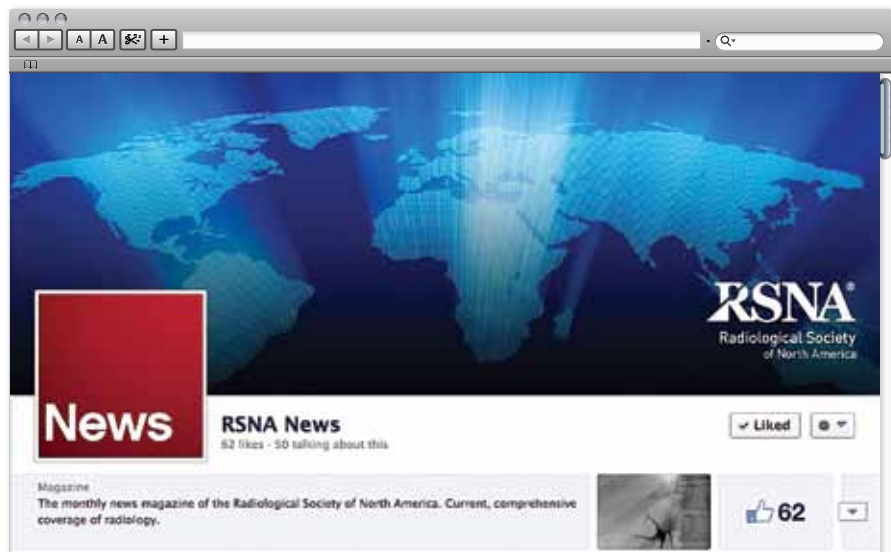 A A +
RSNA®
Radiological Society
of North America
News
RSNA News
62 likes · 50 talking about this
✓ Liked
Magazine
The monthly news magazine of the Radiological Society of North America. Current, comprehensive
coverage of radiology.
62